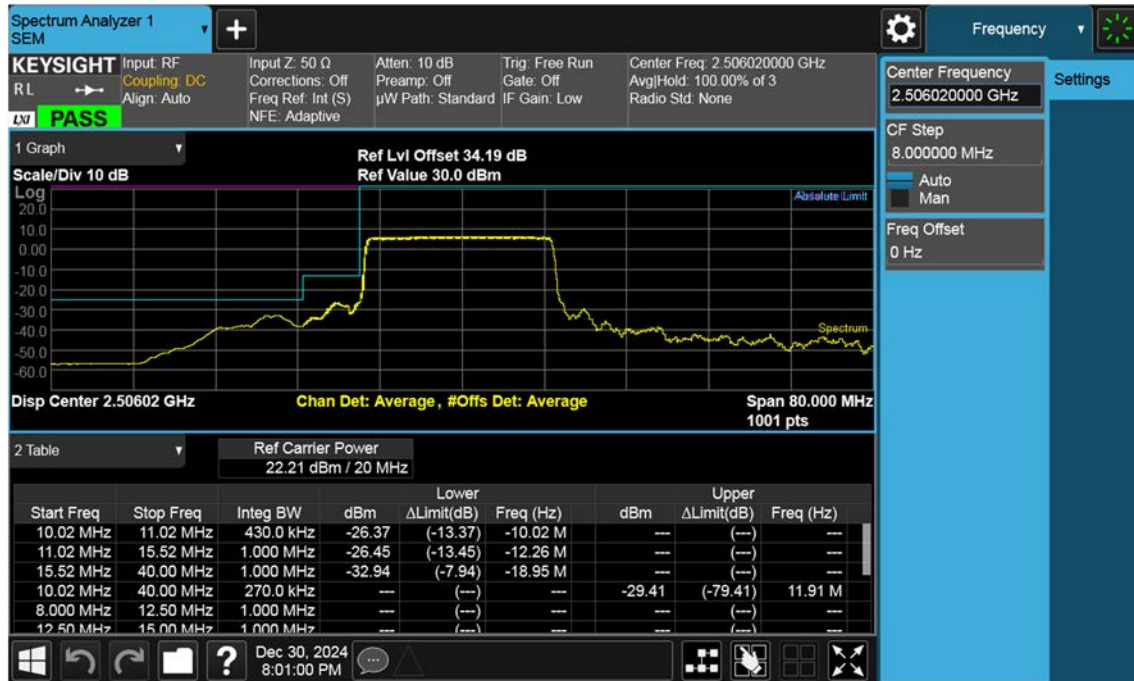 Spectrum Analyzer 1
SEM
Frequency
KEYSIGHT
R L
LXI PASS
Input: RF
Coupling: DC
Align: Auto
Input Z: 50 Ω
Corrections: Off
Freq Ref: Int (S)
NFE: Adaptive
Atten: 10 dB
Preamp: Off
µW Path: Standard
Trig: Free Run
Gate: Off
IF Gain: Low
Center Freq: 2.506020000 GHz
Avg|Hold: 100.00% of 3
Radio Std: None
Center Frequency
2.506020000 GHz
Settings
CF Step
8.000000 MHz
Auto
Man
Freq Offset
0 Hz
1 Graph
Ref Lvl Offset 34.19 dB
Scale/Div 10 dB
Ref Value 30.0 dBm
Log
Absolute Limit
20.0
10.0
0.00
-10.0
-20.0
-30.0
-40.0
-50.0
-60.0
Spectrum
Disp Center 2.50602 GHz
Chan Det: Average, #Offs Det: Average
Span 80.000 MHz
1001 pts
2 Table
Ref Carrier Power
22.21 dBm / 20 MHz
Lower Upper
Start Freq Stop Freq Integ BW dBm ΔLimit(dB) Freq (Hz) dBm ΔLimit(dB) Freq (Hz)
10.02 MHz 11.02 MHz 430.0 kHz -26.37 (-13.37) -10.02 M --- (---) ---
11.02 MHz 15.52 MHz 1.000 MHz -26.45 (-13.45) -12.26 M --- (---) ---
15.52 MHz 40.00 MHz 1.000 MHz -32.94 (-7.94) -18.95 M --- (---) ---
10.02 MHz 40.00 MHz 270.0 kHz --- (---) --- -29.41 (-79.41) 11.91 M
8.000 MHz 12.50 MHz 1.000 MHz --- (---) --- --- (---) ---
12.50 MHz 15.00 MHz 1.000 MHz --- (---) --- --- (---) ---
?
Dec 30, 2024
8:01:00 PM